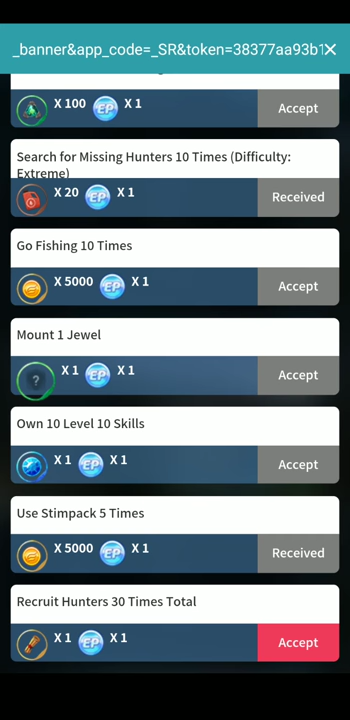 _banner&app_code=_SR&token=38377aa93b1
X 100 EP X 1 Accept
Search for Missing Hunters 10 Times (Difficulty:
Extreme)
X 20 EP X 1 Received
Go Fishing 10 Times
X 5000 EP X 1 Accept
Mount 1 Jewel
? X 1 EP X 1 Accept
Own 10 Level 10 Skills
X 1 EP X 1 Accept
Use Stimpack 5 Times
X 5000 EP X 1 Received
Recruit Hunters 30 Times Total
X 1 EP X 1 Accept